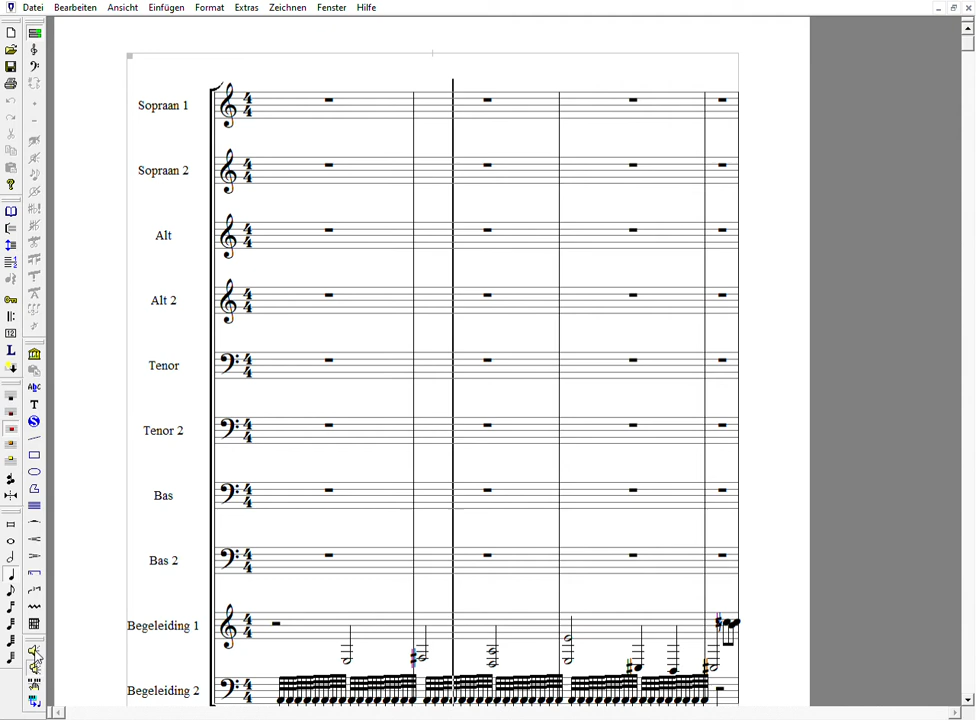 Datei Bearbeiten Ansicht Einfügen Format Extras Zeichnen Fenster Hilfe
Sopraan 1
Sopraan 2
Alt
Alt 2
Tenor
Tenor 2
Bas
Bas 2
Begeleiding 1
Begeleiding 2